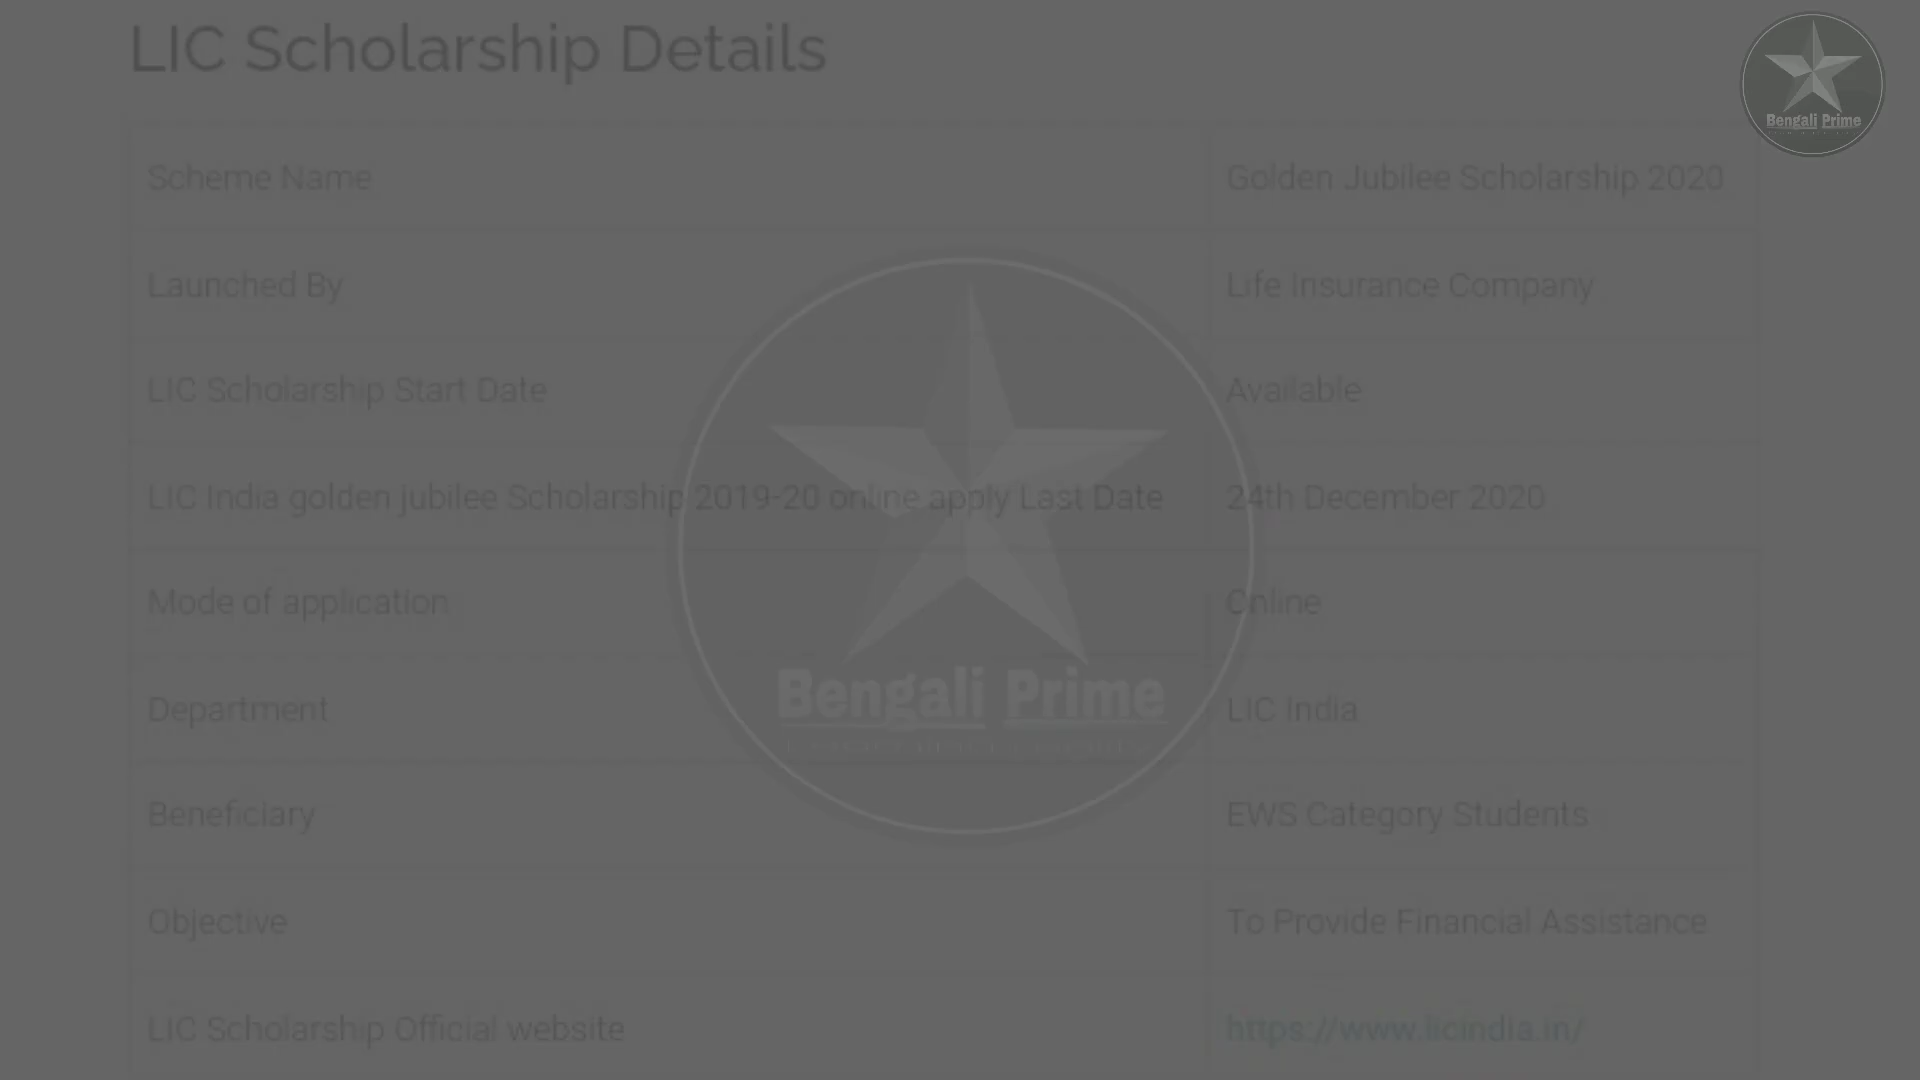 LIC Scholarship Details
Bengali Prime
Scheme Name Golden Jubilee Scholarship 2020
Launched By Life Insurance Company
LIC Scholarship Start Date Available
LIC India golden jubilee Scholarship 2019-20 online apply Last Date 24th December 2020
Mode of application Online
Department LIC India
Bengali Prime
Beneficiary EWS Category Students
Objective To Provide Financial Assistance
LIC Scholarship Official website https://www.licindia.in/